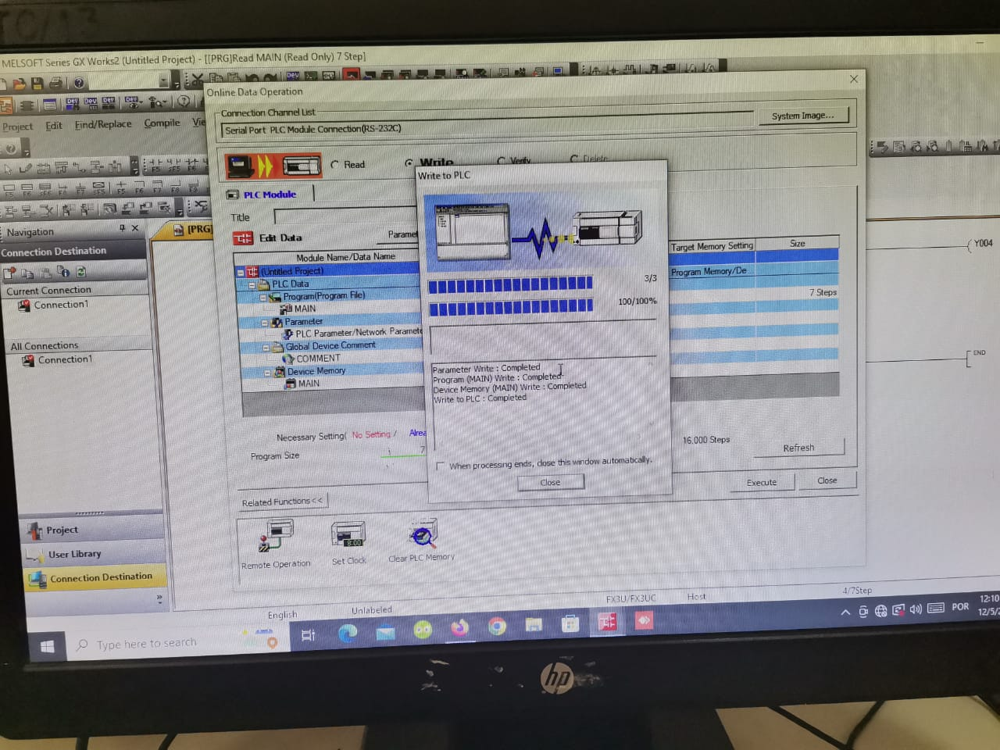 MELSOFT Series GX Works2 (Untitled Project) - [[PRG]Read MAIN (Read Only) 7 Step]
Project Edit Find/Replace Compile
Online Data Operation
Connection Channel List
Serial Port PLC Module Connection(RS-232C)
System Image...
Read
Write
Verify
Delete
PLC Module
Title
Edit Data
Write to PLC
3/3
100/100%
Parameter Write : Completed
Program (MAIN) Write : Completed
Device Memory (MAIN) Write : Completed
Write to PLC : Completed
When processing ends, close this window automatically.
Close
Module Name/Data Name
Target Memory Setting
Size
(Untitled Project)
PLC Data
Program Memory/De...
Program(Program File)
MAIN
7 Steps
Parameter
PLC Parameter/Network Paramete
Global Device Comment
COMMENT
Device Memory
MAIN
Necessary Setting( No Setting /
Program Size
7
16.000 Steps
Refresh
Execute
Close
Related Functions<<
Remote Operation
Set Clock
Clear PLC Memory
Navigation
Connection Destination
Current Connection
Connection1
All Connections
Connection1
Project
User Library
Connection Destination
[PRG]
Y004
END
English
Unlabeled
FX3U/FX3UC
Host
4/7Step
Type here to search
POR
12:10
hp